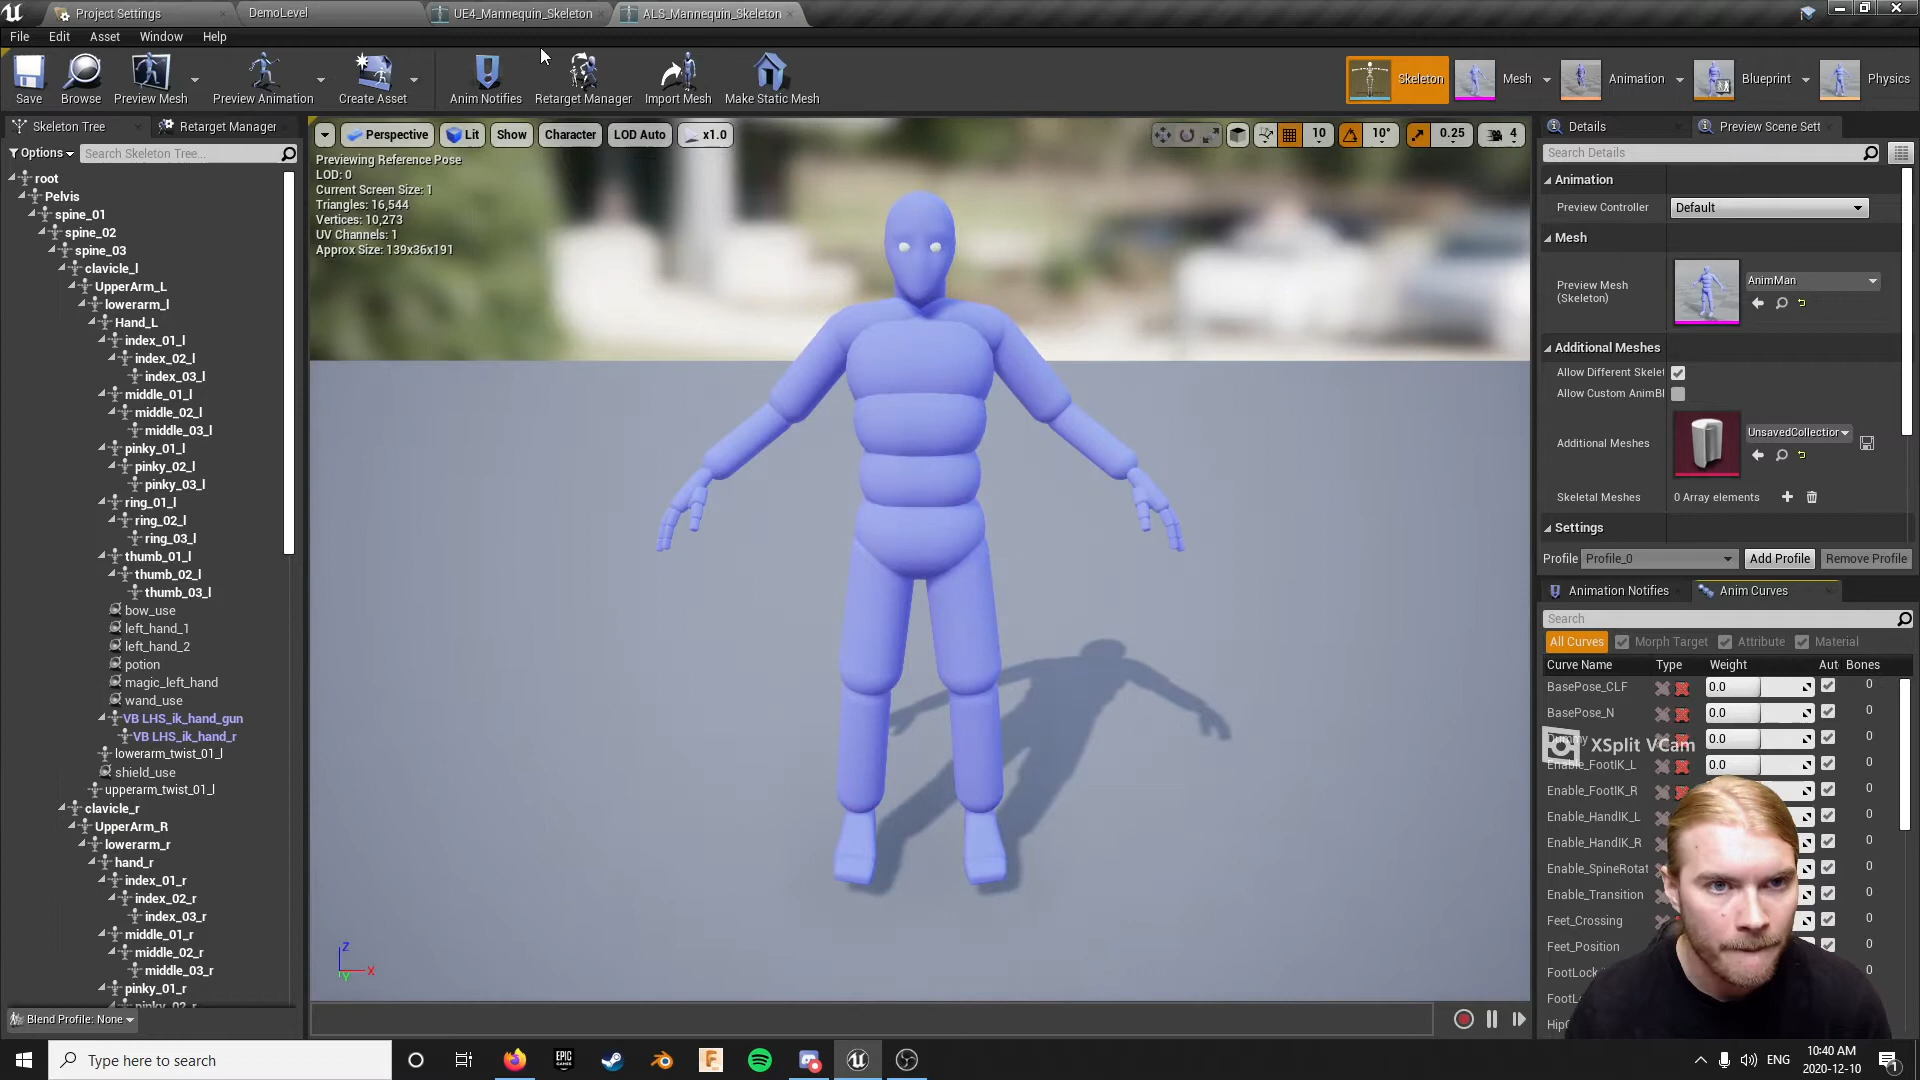 Project Settings
DemoLevel
UE4_Mannequin_Skeleton
ALS_Mannequin_Skeleton
File Edit Asset Window Help
Save
Browse
Preview Mesh
Preview Animation
Create Asset
Anim Notifies
Retarget Manager
Import Mesh
Make Static Mesh
Skeleton
Mesh
Animation
Blueprint
Physics
Skeleton Tree
Retarget Manager
Options
Search Skeleton Tree...
root
Pelvis
spine_01
spine_02
spine_03
clavicle_l
UpperArm_L
lowerarm_l
Hand_L
index_01_l
index_02_l
index_03_l
middle_01_l
middle_02_l
middle_03_l
pinky_01_l
pinky_02_l
pinky_03_l
ring_01_l
ring_02_l
ring_03_l
thumb_01_l
thumb_02_l
thumb_03_l
bow_use
left_hand_1
left_hand_2
potion
magic_left_hand
wand_use
VB LHS_ik_hand_gun
VB LHS_ik_hand_r
lowerarm_twist_01_l
shield_use
upperarm_twist_01_l
clavicle_r
UpperArm_R
lowerarm_r
hand_r
index_01_r
index_02_r
index_03_r
middle_01_r
middle_02_r
middle_03_r
pinky_01_r
Blend Profile: None
Perspective Lit Show Character LOD Auto x1.0
10 10° 0.25 4
Previewing Reference Pose
LOD: 0
Current Screen Size: 1
Triangles: 16,544
Vertices: 10,273
UV Channels: 1
Approx Size: 139x36x191
Z
X
Y
Details
Preview Scene Sett
Search Details
Animation
Preview Controller Default
Mesh
Preview Mesh
(Skeleton)
AnimMan
Additional Meshes
Allow Different Skelet
Allow Custom AnimBl
Additional Meshes UnsavedCollection
Skeletal Meshes 0 Array elements
Settings
Profile Profile_0 Add Profile Remove Profile
Animation Notifies
Anim Curves
Search
All Curves Morph Target Attribute Material
Curve Name Type Weight Aut Bones
BasePose_CLF 0.0 0
BasePose_N 0.0 0
0.0 0
XSplit VCam
Enable_FootIK_L 0.0 0
Enable_FootIK_R 0
Enable_HandIK_L 0
Enable_HandIK_R 0
Enable_SpineRotat 0
Enable_Transition 0
Feet_Crossing 0
Feet_Position 0
FootLock 0
Type here to search
EPIC GAMES
ENG
10:40 AM
2020-12-10
1